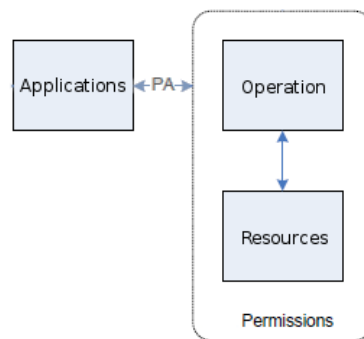 Applications
PA
Operation
Resources
Permissions